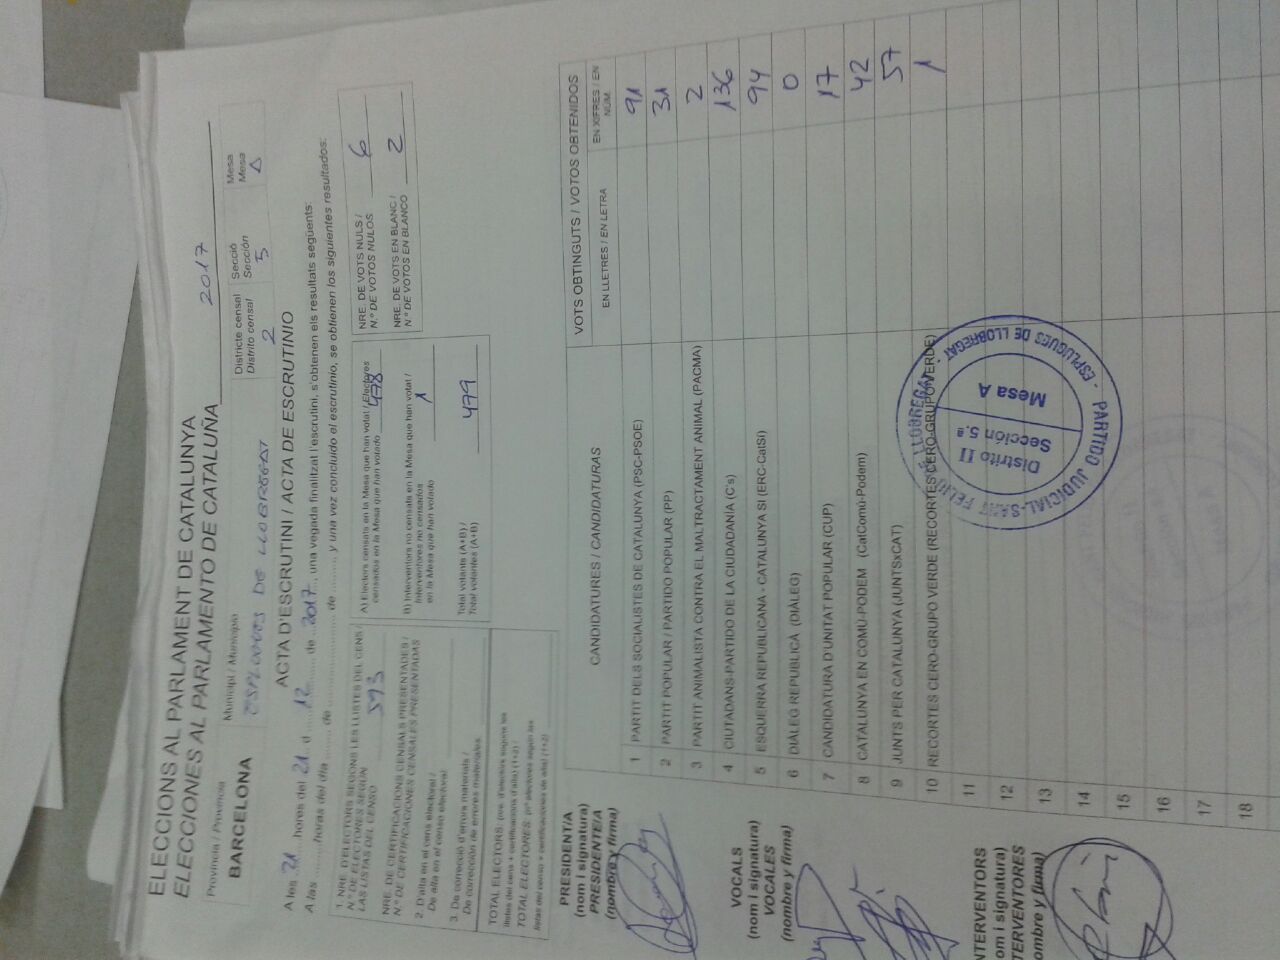 ELECCIONS AL PARLAMENT DE CATALUNYA
ELECCIONES AL PARLAMENTO DE CATALUÑA 2017
Província / Provincia
BARCELONA
Municipi / Municipio
ESPLUGUES DE LLOBREGAT
Districte censal
Distrito censal
2
Secció
Sección
5
Mesa
Mesa
A
ACTA D'ESCRUTINI / ACTA DE ESCRUTINIO
A les 21 hores del 21 d 12 de 2017, una vegada finalitzat l'escrutini, s'obtenen els resultats següents:
A las ........ horas del día ........ de ........ de ........, y una vez concluido el escrutinio, se obtienen los siguientes resultados:
1. NRE. D'ELECTORS SEGONS LES LLISTES DEL CENS /
N.º DE ELECTORES SEGÚN
LAS LISTAS DEL CENSO 593
NRE. DE CERTIFICACIONS CENSALS PRESENTADES /
N.º DE CERTIFICACIONES CENSALES PRESENTADAS
2. D'alta en el cens electoral /
De alta en el censo electoral
3. De correcció d'errors materials /
De corrección de errores materiales
TOTAL ELECTORS: (nre. d'electors segons les
llistes del cens + certificacions d'alta) (1+2) /
TOTAL ELECTORES: (nº electores según las
listas del censo + certificaciones de alta) (1+2)
A) Electors censats en la Mesa que han votat / Electores
censados en la Mesa que han votado 478
B) Interventors no censats en la Mesa que han votat /
Interventores no censados
en la Mesa que han votado 1
Total votants (A+B) /
Total votantes (A+B) 479
NRE. DE VOTS NULS /
N.º DE VOTOS NULOS 6
NRE. DE VOTS EN BLANC /
N.º DE VOTOS EN BLANCO 2
CANDIDATURES / CANDIDATURAS
VOTS OBTINGUTS / VOTOS OBTENIDOS
EN LLETRES / EN LETRA
EN XIFRES / EN NÚM.
1 PARTIT DELS SOCIALISTES DE CATALUNYA (PSC-PSOE) 91
2 PARTIT POPULAR / PARTIDO POPULAR (PP) 31
3 PARTIT ANIMALISTA CONTRA EL MALTRACTAMENT ANIMAL (PACMA) 2
4 CIUTADANS-PARTIDO DE LA CIUDADANÍA (C's) 136
5 ESQUERRA REPUBLICANA - CATALUNYA SI (ERC-CatSi) 94
6 DIÀLEG REPUBLICÀ (DIÀLEG) 0
7 CANDIDATURA D'UNITAT POPULAR (CUP) 17
8 CATALUNYA EN COMÚ-PODEM (CatComú-Podem) 42
9 JUNTS PER CATALUNYA (JUNTSxCAT) 57
10 RECORTES CERO-GRUPO VERDE (RECORTES CERO-GRUPO VERDE) 1
11
12
13
14
15
16
17
18
PRESIDENT/A
(nom i signatura)
PRESIDENTE/A
(nombre y firma)
VOCALS
(nom i signatura)
VOCALES
(nombre y firma)
INTERVENTORS
nom i signatura)
INTERVENTORES
nombre y firma)
PARTIDO JUDICIAL-SANT FELIU DE LLOBREGAT - ESPLUGUES DE LLOBREGAT -
Distrito II
Sección 5.ª
Mesa A